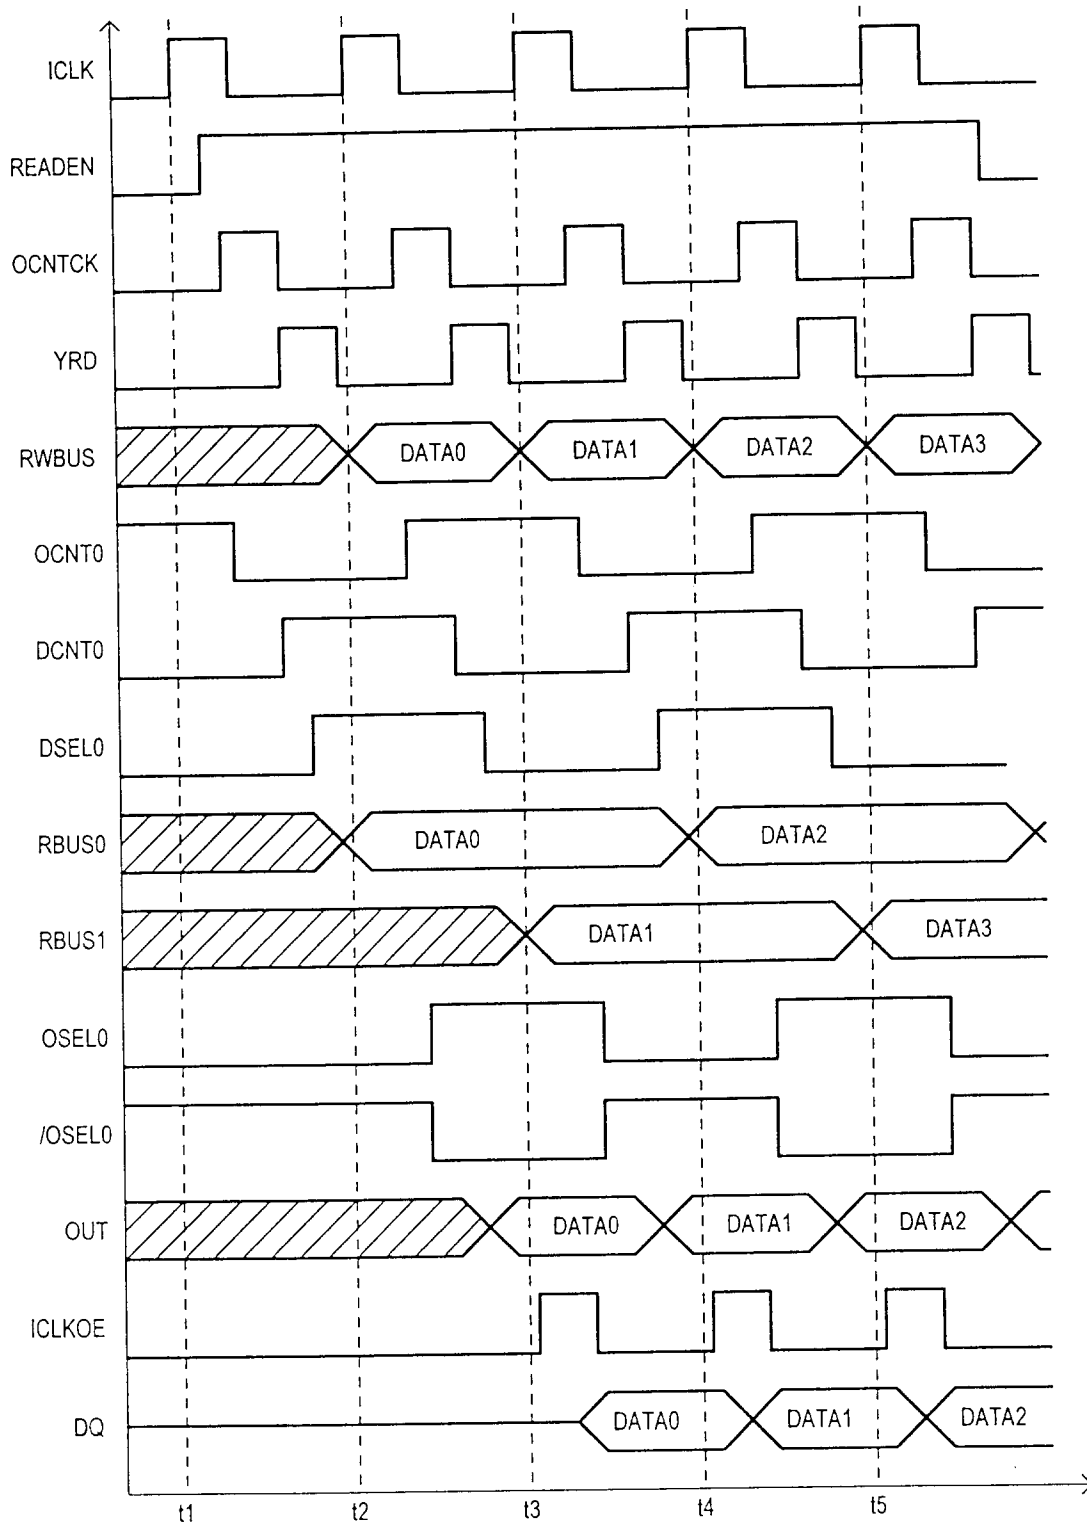 ICLK
READEN
OCNTCK
YRD
RWBUS DATA0 DATA1 DATA2 DATA3
OCNT0
DCNT0
DSEL0
RBUS0 DATA0 DATA2
RBUS1 DATA1 DATA3
OSEL0
/OSEL0
OUT DATA0 DATA1 DATA2
ICLKOE
DQ DATA0 DATA1 DATA2
t1 t2 t3 t4 t5